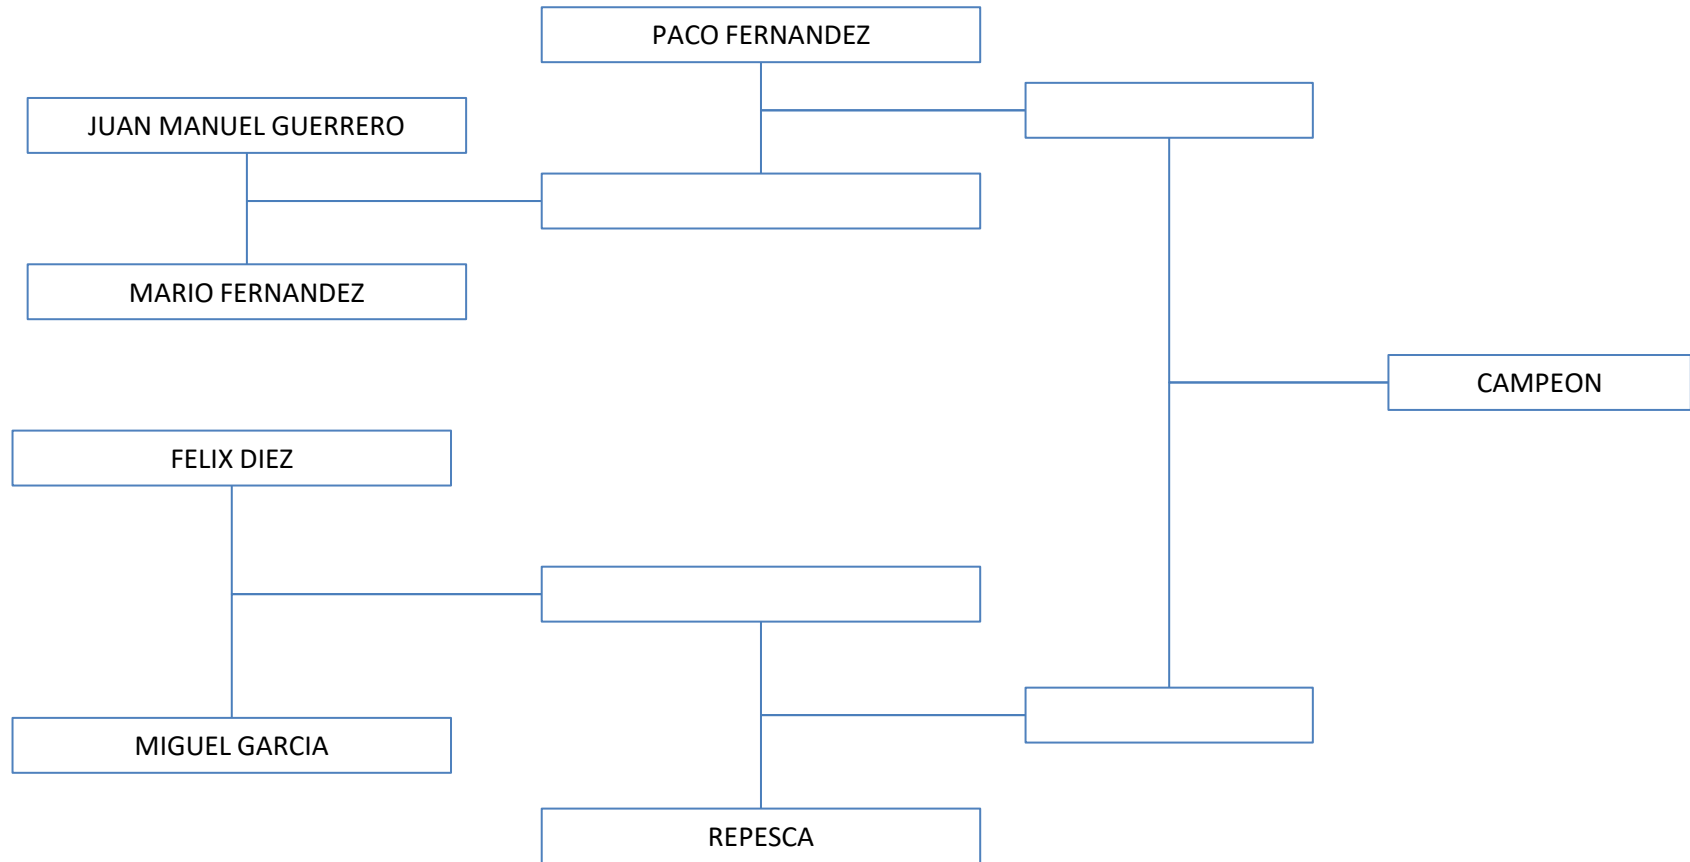 PACO FERNANDEZ
JUAN MANUEL GUERRERO
MARIO FERNANDEZ
CAMPEON
FELIX DIEZ
MIGUEL GARCIA
REPESCA